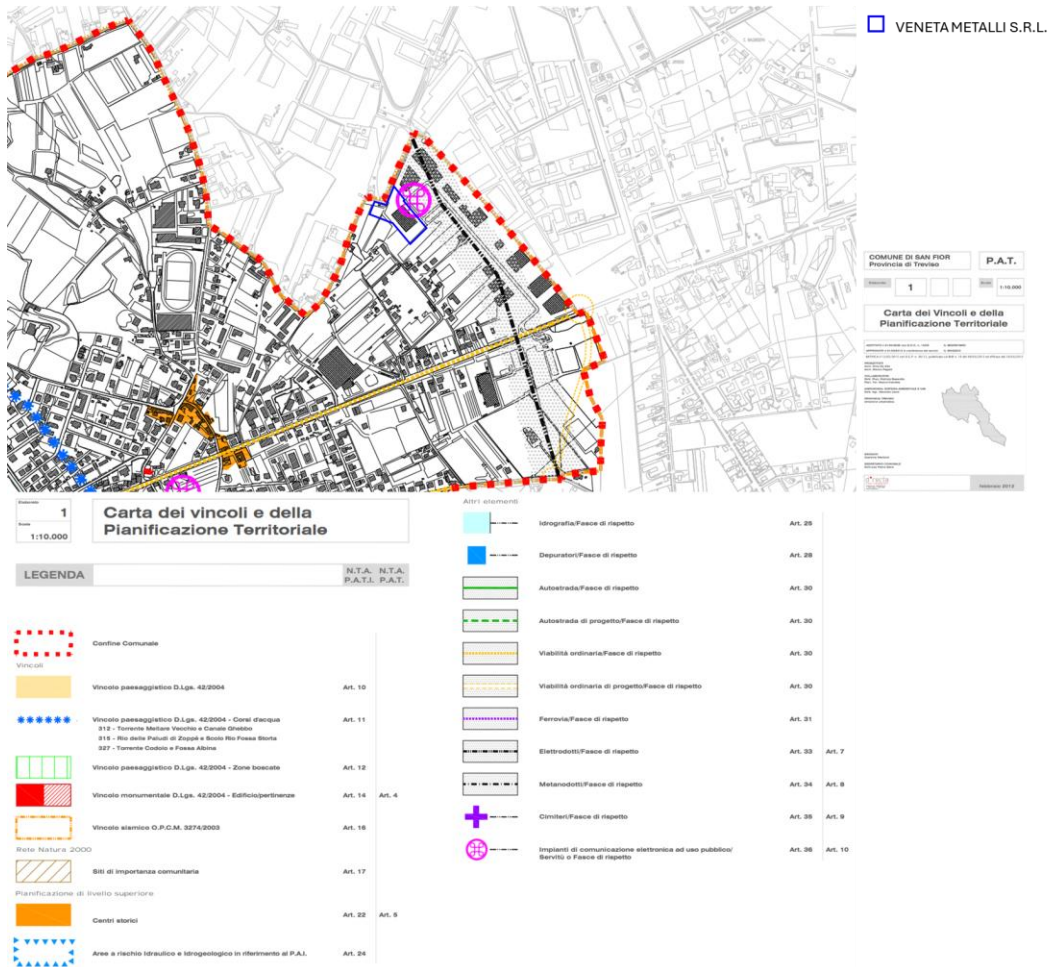 VENETA METALLI S.R.L.
COMUNE DI SAN FIOR
Provincia di Treviso
P.A.T.
Elaborato
1
Scala
1:10.000
Carta dei Vincoli e della
Pianificazione Territoriale
febbraio 2013
Elaborato
1
Scala
1:10.000
Carta dei vincoli e della
Pianificazione Territoriale
LEGENDA
N.T.A. N.T.A.
P.A.T.I. P.A.T.
Confine Comunale
Vincoli
Vincolo paesaggistico D.Lgs. 42/2004 Art. 10
Vincolo paesaggistico D.Lgs. 42/2004 - Corsi d'acqua Art. 11
312 - Torrente Mellare Vecchio e Canale Ghebbo
318 - Rio delle Paludi di Zoppè e Scolo Rio Fossa Storta
327 - Torrente Codolo e Fossa Albina
Vincolo paesaggistico D.Lgs. 42/2004 - Zone boscate Art. 12
Vincolo monumentale D.Lgs. 42/2004 - Edificio/pertinenze Art. 14 Art. 4
Vincolo sismico O.P.C.M. 3274/2003 Art. 16
Rete Natura 2000
Siti di importanza comunitaria Art. 17
Pianificazione di livello superiore
Centri storici Art. 22 Art. 5
Aree a rischio Idraulico e Idrogeologico in riferimento al P.A.I. Art. 24
Altri elementi
Idrografia/Fasce di rispetto Art. 25
Depuratori/Fasce di rispetto Art. 28
Autostrada/Fasce di rispetto Art. 30
Autostrada di progetto/Fasce di rispetto Art. 30
Viabilità ordinaria/Fasce di rispetto Art. 30
Viabilità ordinaria di progetto/Fasce di rispetto Art. 30
Ferrovia/Fasce di rispetto Art. 31
Elettrodotti/Fasce di rispetto Art. 33 Art. 7
Metanodotti/Fasce di rispetto Art. 34 Art. 8
Cimiteri/Fasce di rispetto Art. 35 Art. 9
Impianti di comunicazione elettronica ad uso pubblico/ Art. 36 Art. 10
Servitù o Fasce di rispetto